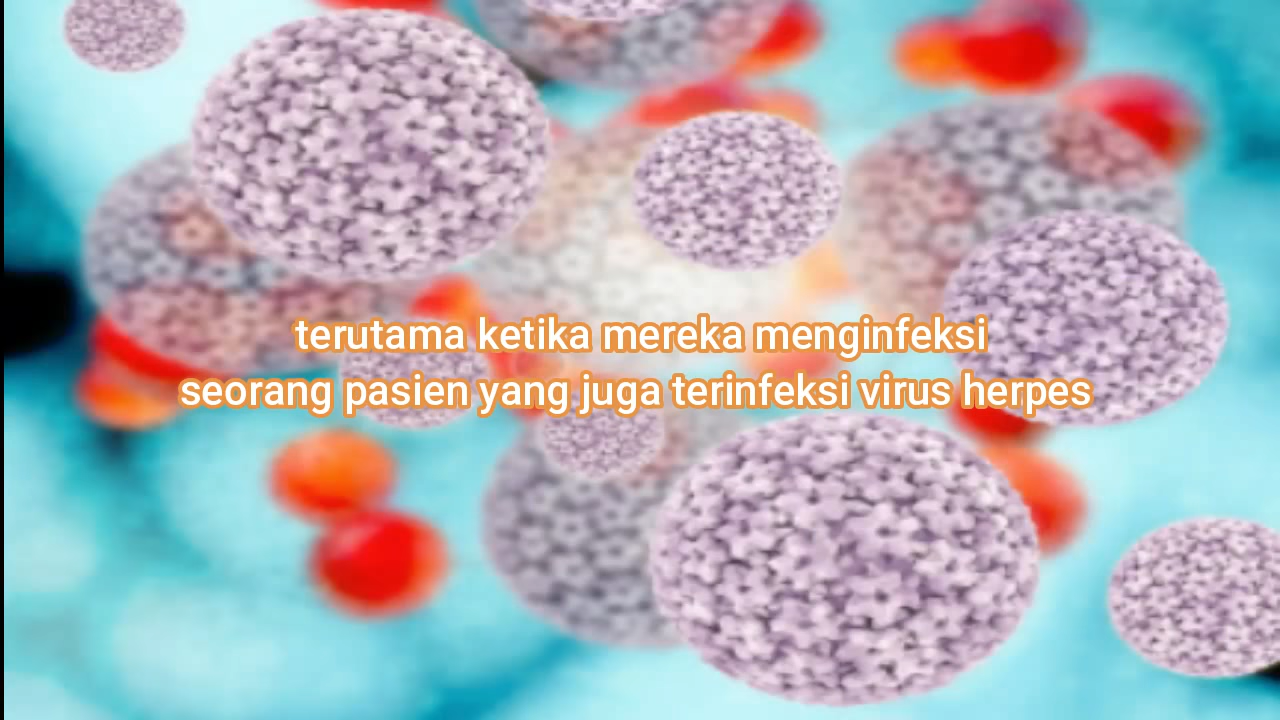 terutama ketika mereka menginfeksi
seorang pasien yang juga terinfeksi virus herpes